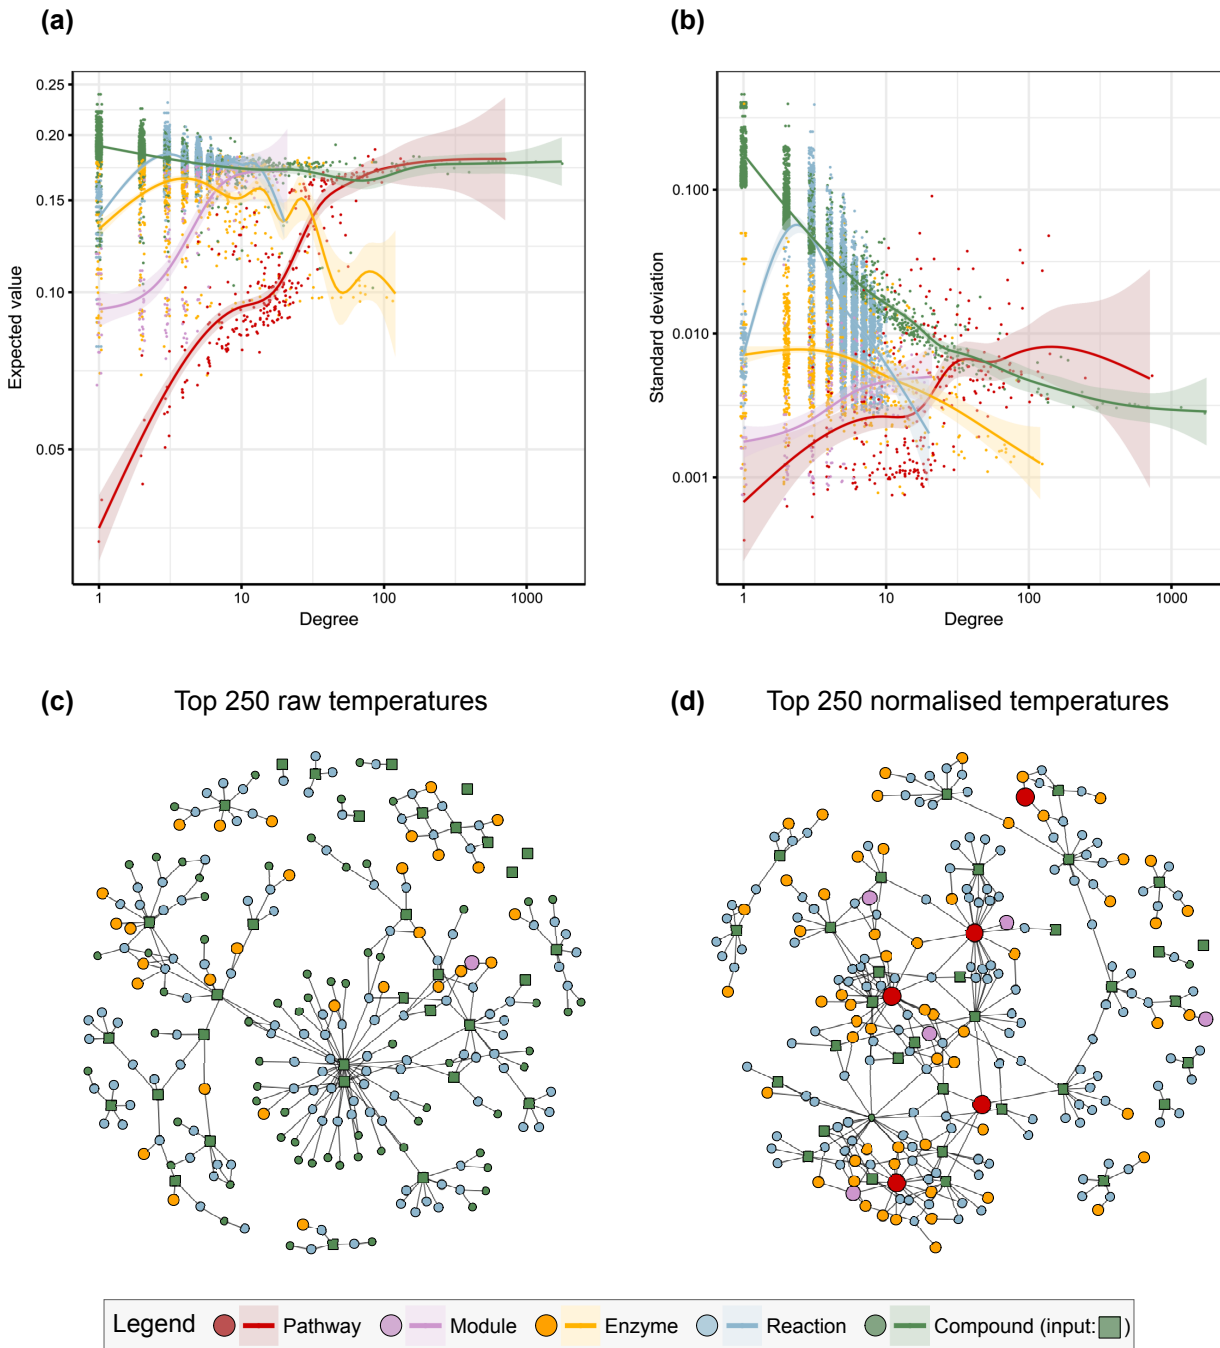 (a)
(b)
0.25
0.20
0.15
0.10
0.05
Expected value
1
10
100
1000
Degree
0.100
0.010
0.001
Standard deviation
1
10
100
1000
Degree
(c)
Top 250 raw temperatures
(d)
Top 250 normalised temperatures
Legend
Pathway
Module
Enzyme
Reaction
Compound (input: )